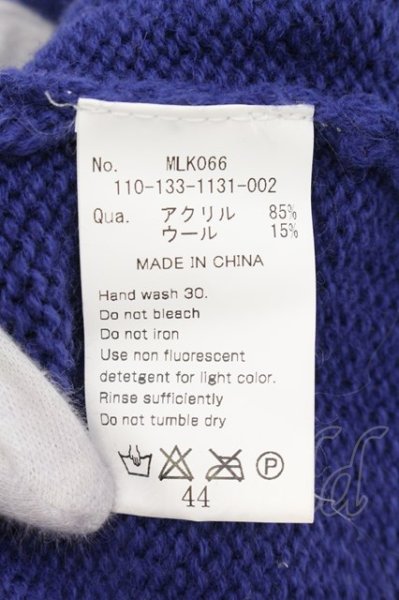 No. MLK066
110-133-1131-002
Qua. アクリル 85%
ウール 15%
MADE IN CHINA
Hand wash 30.
Do not bleach
Do not iron
Use non fluorescent
detetgent for light color.
Rinse sufficiently
Do not tumble dry
P
44